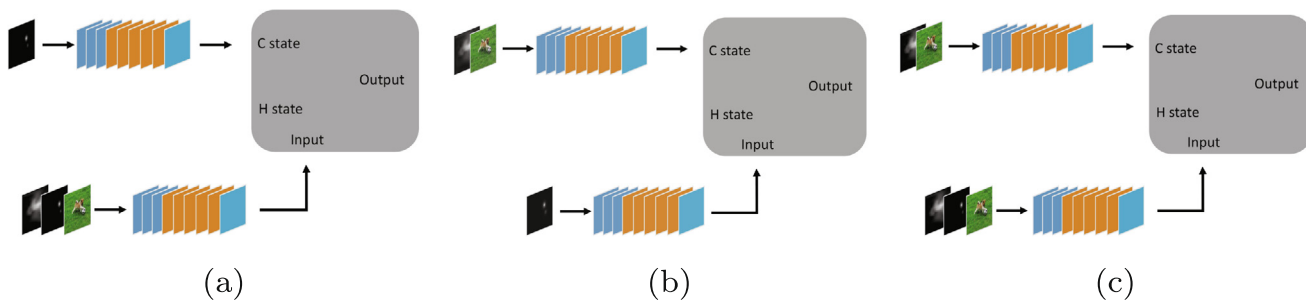 C state
Output
H state
Input
(a)
C state
Output
H state
Input
(b)
C state
Output
H state
Input
(c)